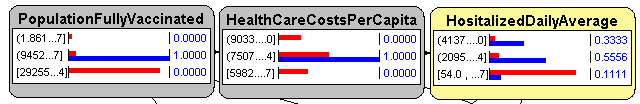 PopulationFullyVaccinated
(1.861...7] 0.0000
(9452...7] 1.0000
[29255...4] 0.0000
HealthCareCostsPerCapita
(9033....0] 0.0000
(7507....4] 1.0000
[5982....7] 0.0000
HositalizedDailyAverage
(4137....0] 0.3333
(2095....4] 0.5556
[54.0 , ...7] 0.1111